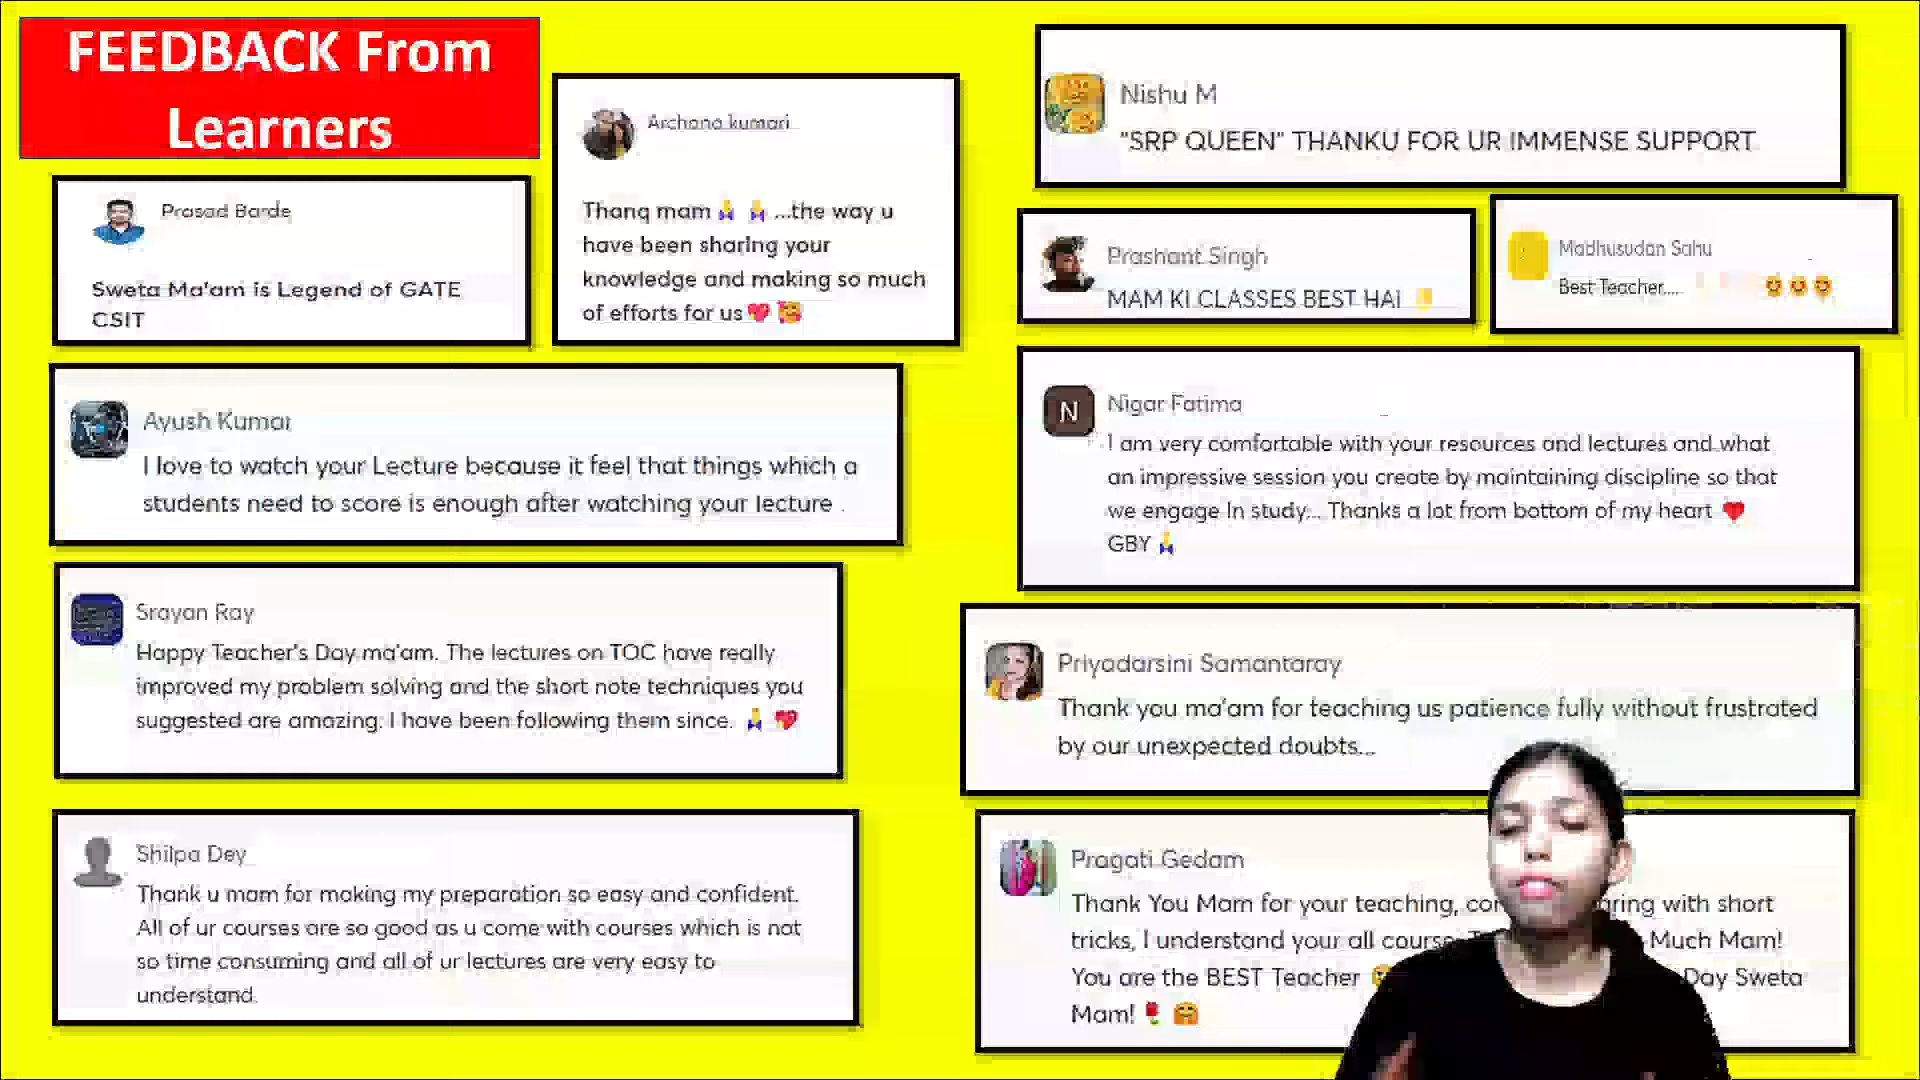 FEEDBACK From
Learners
Prasad Barde
Sweta Ma'am is Legend of GATE
CSIT
Archana kumari
Thanq mam ...the way u
have been sharing your
knowledge and making so much
of efforts for us
Ayush Kumar
I love to watch your Lecture because it feel that things which a
students need to score is enough after watching your lecture .
Srayan Ray
Happy Teacher's Day ma'am. The lectures on TOC have really
improved my problem solving and the short note techniques you
suggested are amazing. I have been following them since.
Shilpa Dey
Thank u mam for making my preparation so easy and confident.
All of ur courses are so good as u come with courses which is not
so time consuming and all of ur lectures are very easy to
understand.
Nishu M
"SRP QUEEN" THANKU FOR UR IMMENSE SUPPORT
Prashant Singh
MAM KI CLASSES BEST HAI
Madhusudan Sahu
Best Teacher....
N
Nigar Fatima
I am very comfortable with your resources and lectures and what
an impressive session you create by maintaining discipline so that
we engage In study... Thanks a lot from bottom of my heart
GBY
Priyadarsini Samantaray
Thank you ma'am for teaching us patience fully without frustrated
by our unexpected doubts...
Pragati Gedam
Thank You Mam for your teaching, with short
tricks, I understand your all Much Mam!
You are the BEST Teacher Day Sweta
Mam!